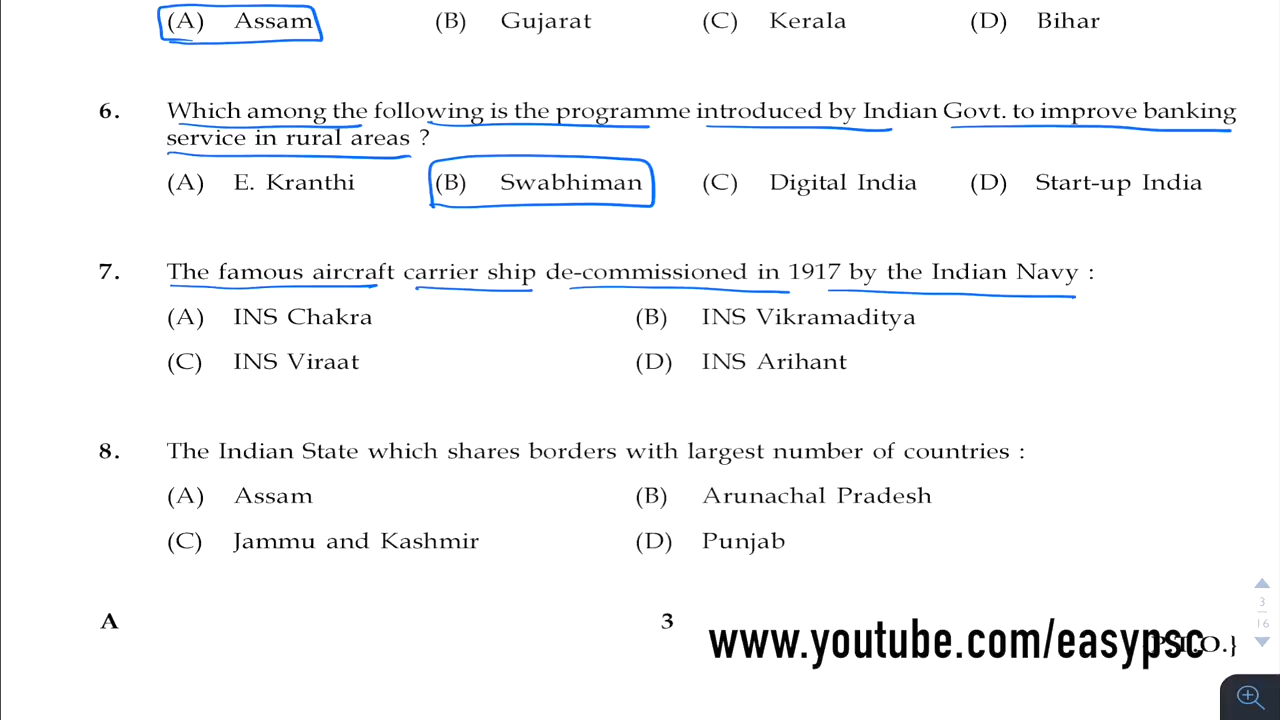 (A) Assam (B) Gujarat (C) Kerala (D) Bihar
6. Which among the following is the programme introduced by Indian Govt. to improve banking
service in rural areas ?
(A) E. Kranthi (B) Swabhiman (C) Digital India (D) Start-up India
7. The famous aircraft carrier ship de-commissioned in 1917 by the Indian Navy :
(A) INS Chakra (B) INS Vikramaditya
(C) INS Viraat (D) INS Arihant
8. The Indian State which shares borders with largest number of countries :
(A) Assam (B) Arunachal Pradesh
(C) Jammu and Kashmir (D) Punjab
A 3
www.youtube.com/easypsc
3
16